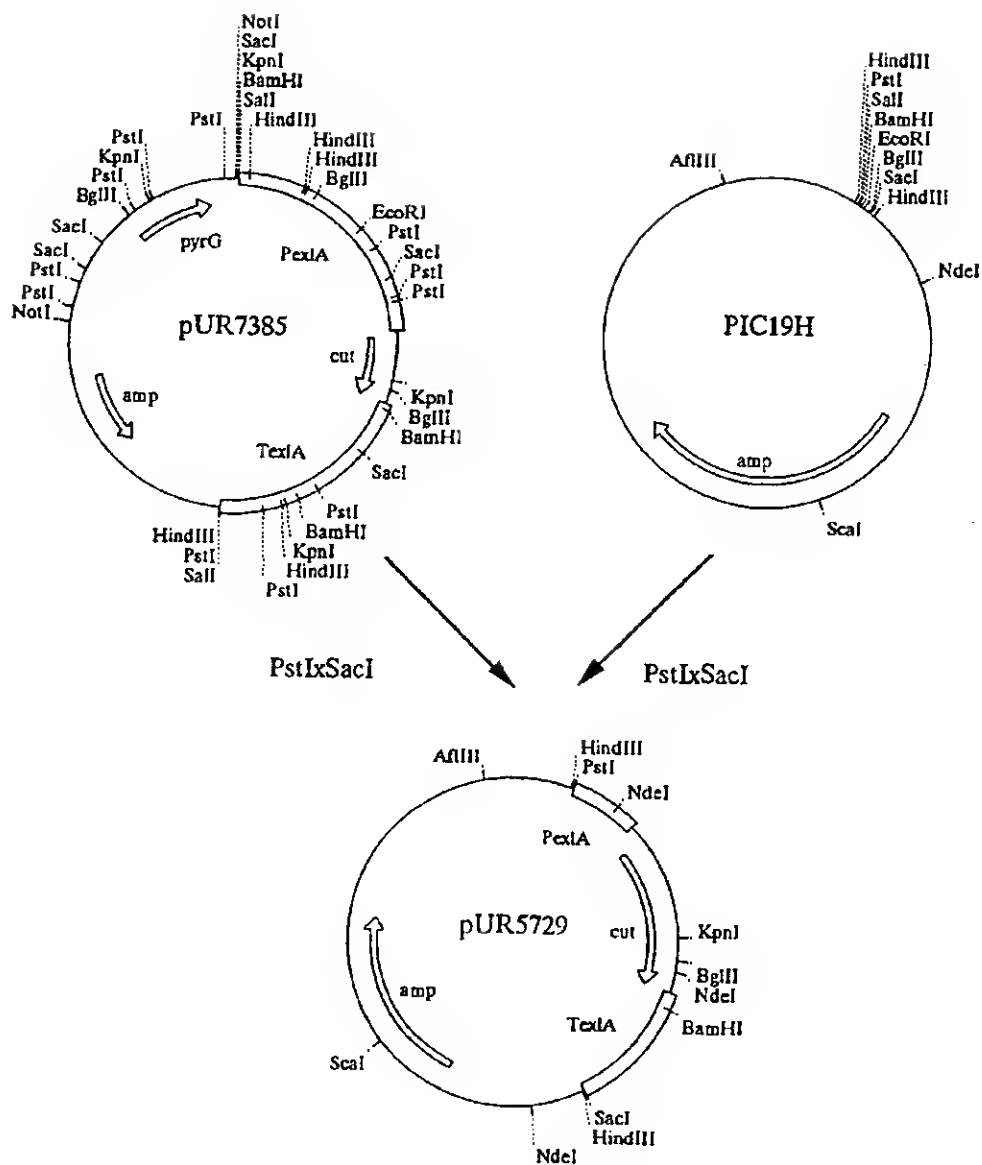 NotI
SacI
KpnI
BamHI
SalI
HindIII
PstI
HindIII
HindIII
BglII
EcoRI
PstI
SacI
PstI
PstI
PstI
KpnI
PstI
BglII
SacI
SacI
PstI
PstI
NotI
pyrG
PexlA
pUR7385
cut
amp
TexlA
KpnI
BglII
BamHI
SacI
PstI
BamHI
KpnI
HindIII
PstI
HindIII
PstI
SalI
HindIII
PstI
SalI
BamHI
EcoRI
BglII
SacI
HindIII
AflIII
NdeI
PIC19H
amp
ScaI
PstIxSacI
PstIxSacI
AflIII
HindIII
PstI
NdeI
PexlA
pUR5729
cut
KpnI
BglII
NdeI
BamHI
TexlA
amp
ScaI
SacI
HindIII
NdeI